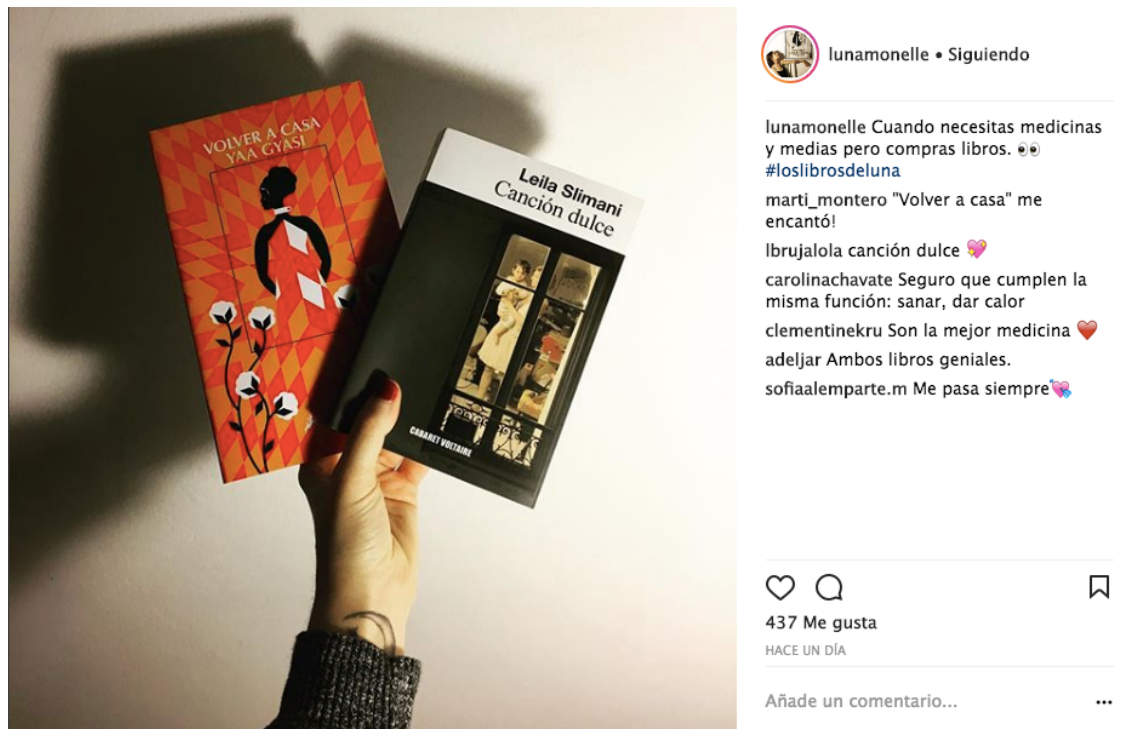 VOLVER A CASA
YAA GYASI
Leila Slimani
Canción dulce
CABARET VOLTAIRE
lunamonelle • Siguiendo
lunamonelle Cuando necesitas medicinas
y medias pero compras libros. 👀
#loslibrosdeluna
marti_montero "Volver a casa" me
encantó!
lbrujalola canción dulce 💖
carolinachavate Seguro que cumplen la
misma función: sanar, dar calor
clementinekru Son la mejor medicina ❤️
adeljar Ambos libros geniales.
sofiaalemparte.m Me pasa siempre💘
437 Me gusta
HACE UN DÍA
Añade un comentario...